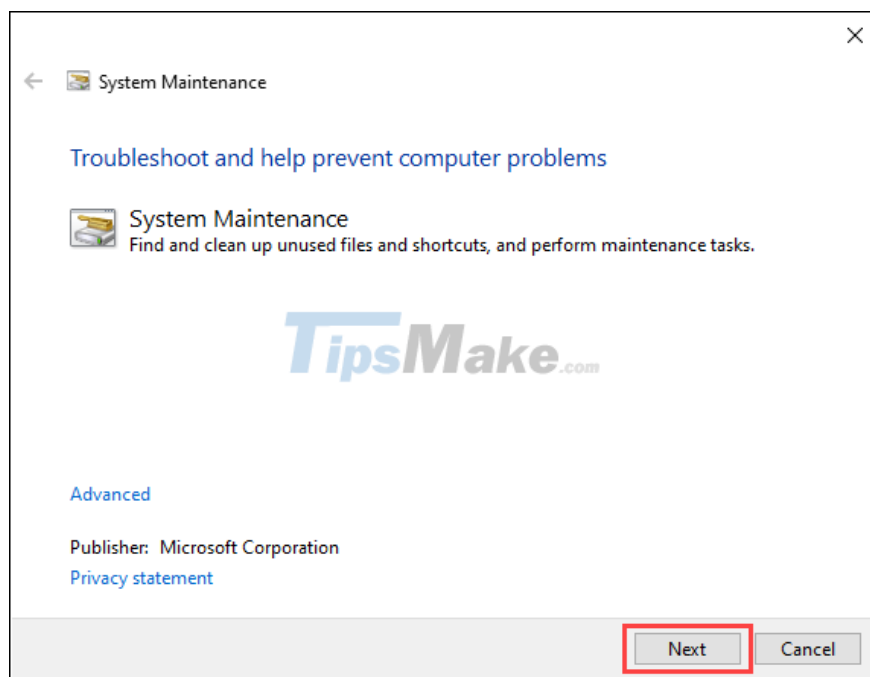 System Maintenance
Troubleshoot and help prevent computer problems
System Maintenance
Find and clean up unused files and shortcuts, and perform maintenance tasks.
TipsMake.com
Advanced
Publisher: Microsoft Corporation
Privacy statement
Next Cancel